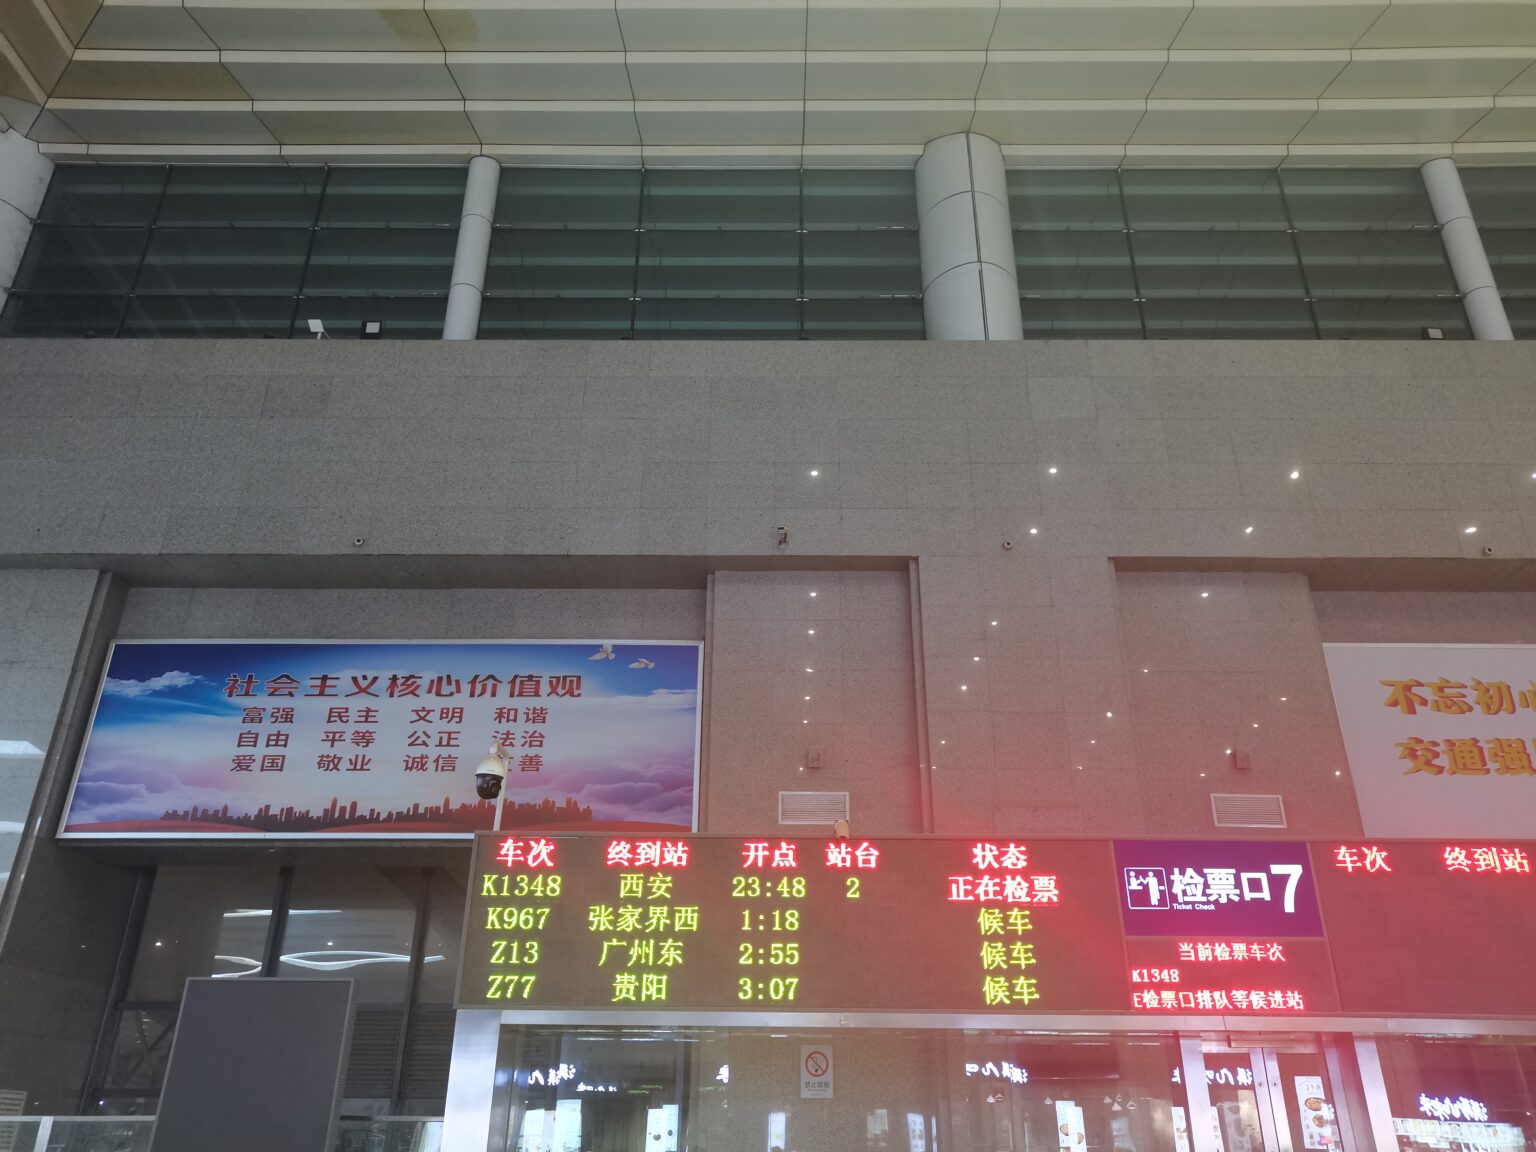 社会主义核心价值观
富强 民主 文明 和谐
自由 平等 公正 法治
爱国 敬业 诚信 善
不忘初
交通强
车次 终到站 开点 站台 状态
K1348 西安 23:48 2 正在检票
K967 张家界西 1:18 候车
Z13 广州东 2:55 候车
Z77 贵阳 3:07 候车
检票口7
Ticket Check
当前检票车次
K1348
检票口排队等候进站
车次 终到站
禁止吸烟